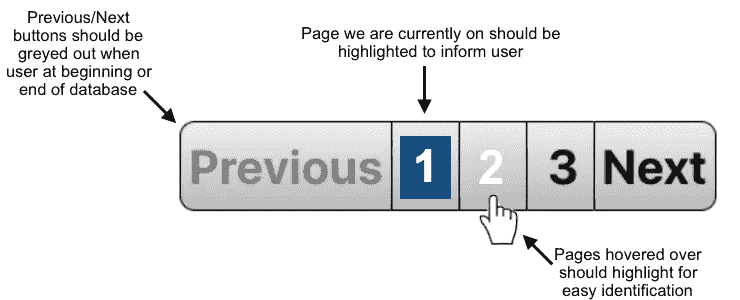 Previous/Next
buttons should be
greyed out when
user at beginning or
end of database
Page we are currently on should be
highlighted to inform user
Previous 1 2 3 Next
Pages hovered over
should highlight for
easy identification